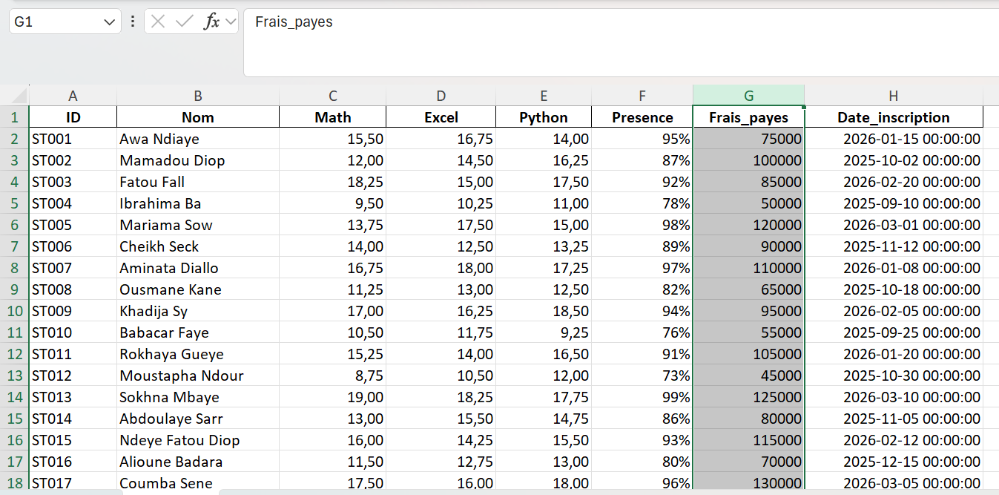 G1 fx Frais_payes
A B C D E F G H
1 ID Nom Math Excel Python Presence Frais_payes Date_inscription
2 ST001 Awa Ndiaye 15,50 16,75 14,00 95% 75000 2026-01-15 00:00:00
3 ST002 Mamadou Diop 12,00 14,50 16,25 87% 100000 2025-10-02 00:00:00
4 ST003 Fatou Fall 18,25 15,00 17,50 92% 85000 2026-02-20 00:00:00
5 ST004 Ibrahima Ba 9,50 10,25 11,00 78% 50000 2025-09-10 00:00:00
6 ST005 Mariama Sow 13,75 17,50 15,00 98% 120000 2026-03-01 00:00:00
7 ST006 Cheikh Seck 14,00 12,50 13,25 89% 90000 2025-11-12 00:00:00
8 ST007 Aminata Diallo 16,75 18,00 17,25 97% 110000 2026-01-08 00:00:00
9 ST008 Ousmane Kane 11,25 13,00 12,50 82% 65000 2025-10-18 00:00:00
10 ST009 Khadija Sy 17,00 16,25 18,50 94% 95000 2026-02-05 00:00:00
11 ST010 Babacar Faye 10,50 11,75 9,25 76% 55000 2025-09-25 00:00:00
12 ST011 Rokhaya Gueye 15,25 14,00 16,50 91% 105000 2026-01-20 00:00:00
13 ST012 Moustapha Ndour 8,75 10,50 12,00 73% 45000 2025-10-30 00:00:00
14 ST013 Sokhna Mbaye 19,00 18,25 17,75 99% 125000 2026-03-10 00:00:00
15 ST014 Abdoulaye Sarr 13,00 15,50 14,75 86% 80000 2025-11-05 00:00:00
16 ST015 Ndeye Fatou Diop 16,00 14,25 15,50 93% 115000 2026-02-12 00:00:00
17 ST016 Alioune Badara 11,50 12,75 13,00 80% 70000 2025-12-15 00:00:00
18 ST017 Coumba Sene 17,50 16,00 18,00 96% 130000 2026-03-05 00:00:00